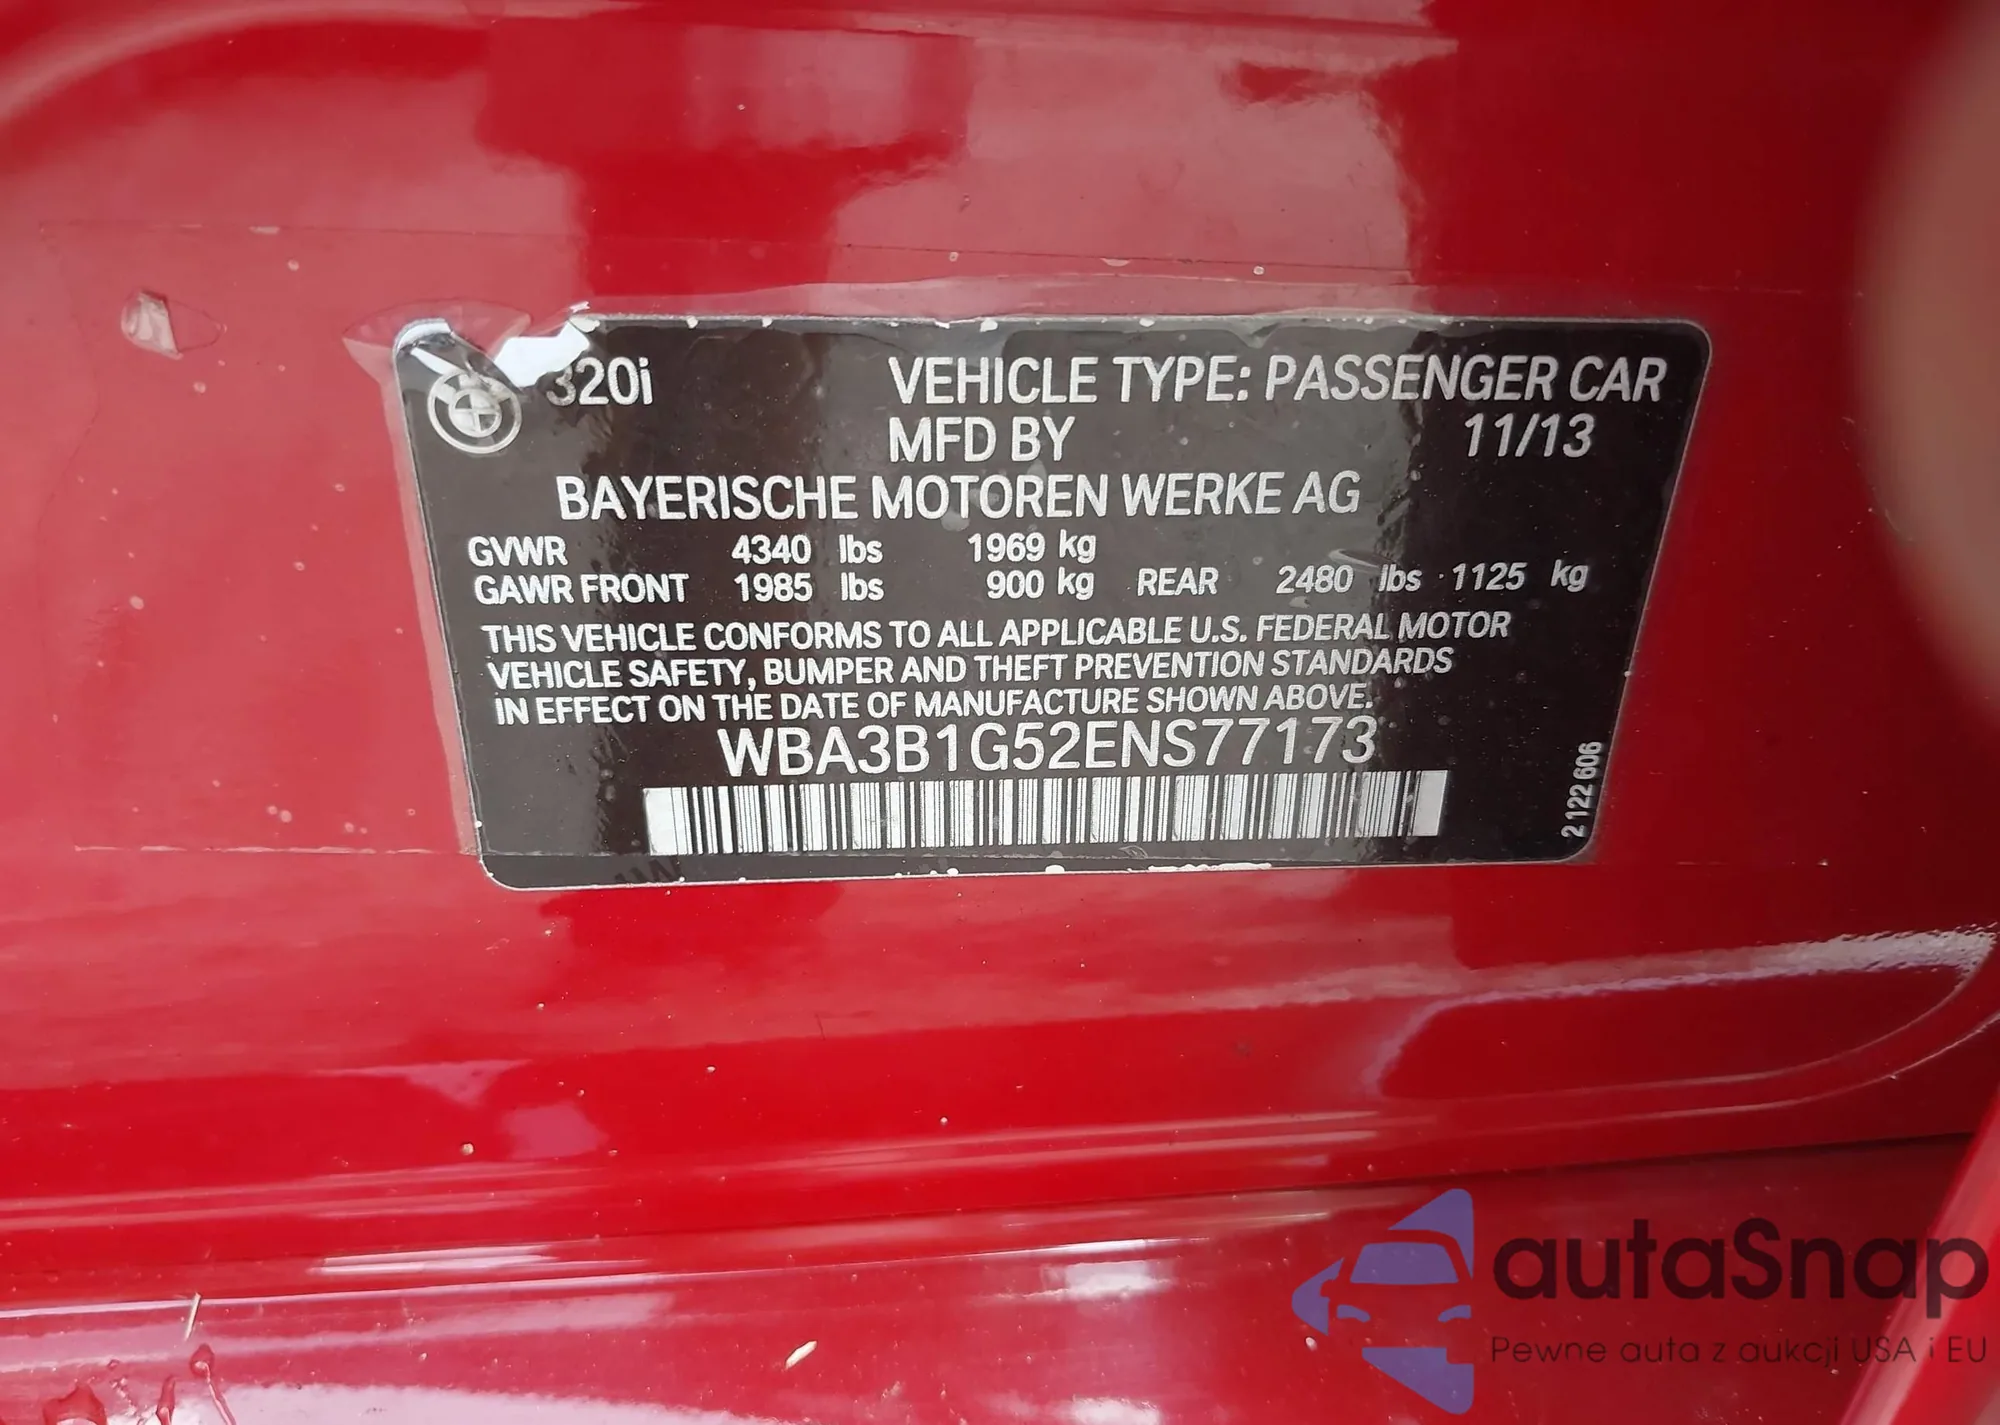 320i VEHICLE TYPE: PASSENGER CAR
MFD BY 11/13
BAYERISCHE MOTOREN WERKE AG
GVWR 4340 lbs 1969 kg
GAWR FRONT 1985 lbs 900 kg REAR 2480 lbs 1125 kg
THIS VEHICLE CONFORMS TO ALL APPLICABLE U.S. FEDERAL MOTOR
VEHICLE SAFETY, BUMPER AND THEFT PREVENTION STANDARDS
IN EFFECT ON THE DATE OF MANUFACTURE SHOWN ABOVE.
WBA3B1G52ENS77173
2 122 606
autaSnap
Pewne auta z aukcji USA i EU